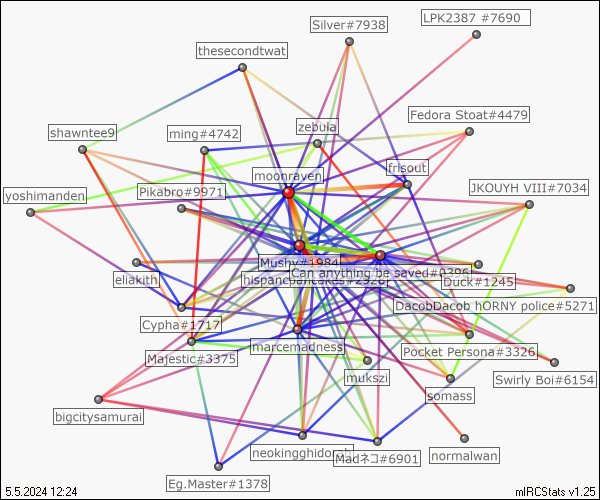 LPK2387 #7690
Silver#7938
thesecondtwat
Fedora Stoat#4479
zebula
shawntee9
ming#4742
moonraven
frisout
JKOUYH VIII#7034
Pikabro#9971
yoshimanden
Mushy#1984
Can anything be saved#0396
eliakith
hispancpancakes#2926
Duck#1245
DacobDacob hORNY police#5271
Cypha#1717
marcemadness
Majestic#3375
Pocket Persona#3326
mukszi
Swirly Boi#6154
somass
bigcitysamurai
neokingghidorah
Madネコ#6901
normalwan
Eg.Master#1378
5.5.2024 12:24
mIRCStats v1.25